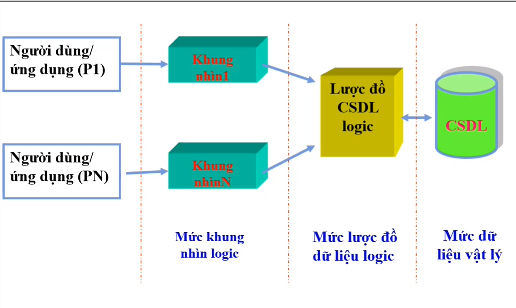 Người dùng/
ứng dụng (P1)
Khung
nhìn1
Lược đồ
CSDL
logic
CSDL
Người dùng/
ứng dụng (PN)
Khung
nhìnN
Mức khung
nhìn logic
Mức lược đồ
dữ liệu logic
Mức dữ
liệu vật lý